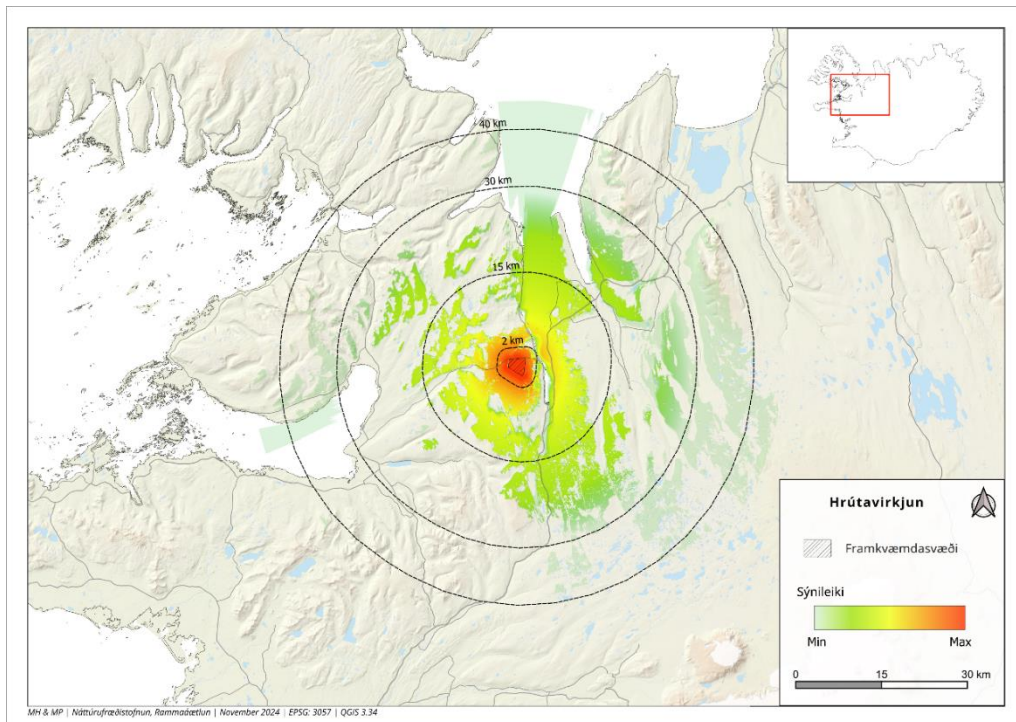 40 km
30 km
15 km
2 km
Hrútavirkjun
Framkvæmdasvæði
Sýnileiki
Min Max
0 15 30 km
MH & MP | Náttúrufræðistofnun, Rammaáætlun | November 2024 | EPSG: 3057 | QGIS 3.34